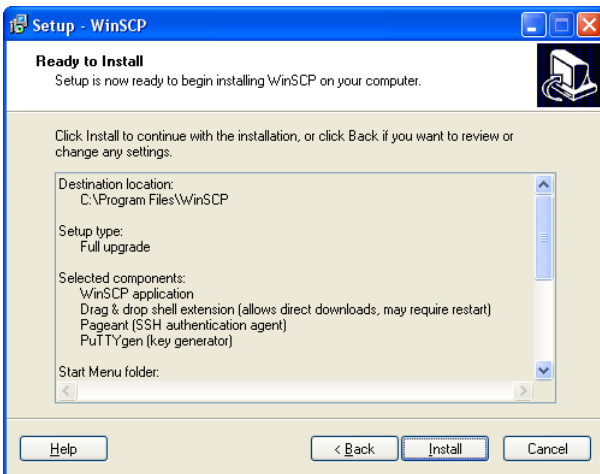 Setup - WinSCP
Ready to Install
Setup is now ready to begin installing WinSCP on your computer.
Click Install to continue with the installation, or click Back if you want to review or
change any settings.
Destination location:
C:\Program Files\WinSCP
Setup type:
Full upgrade
Selected components:
WinSCP application
Drag & drop shell extension (allows direct downloads, may require restart)
Pageant (SSH authentication agent)
PuTTYgen (key generator)
Start Menu folder:
Help
< Back
Install
Cancel